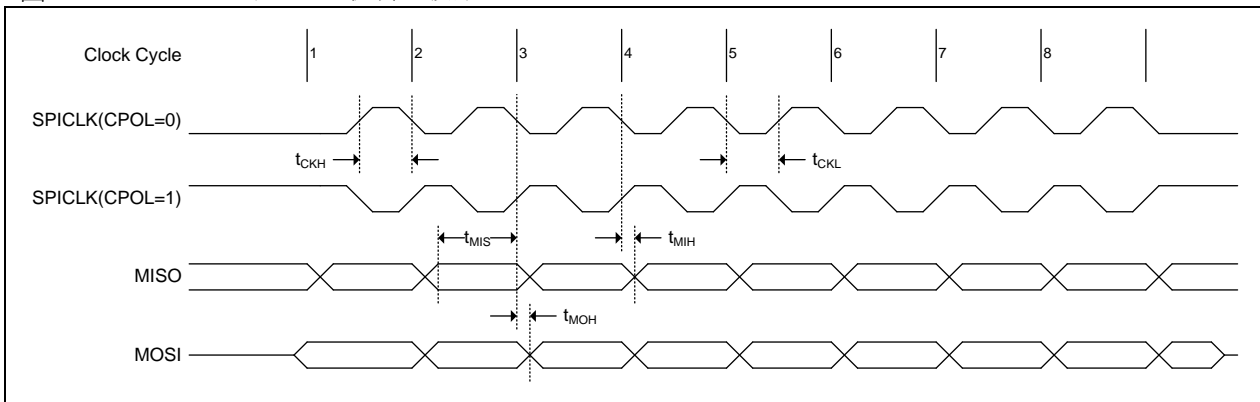 Clock Cycle 1 2 3 4 5 6 7 8
SPICLK(CPOL=0)
tCKH tCKL
SPICLK(CPOL=1)
tMIS tMIH
MISO
tMOH
MOSI